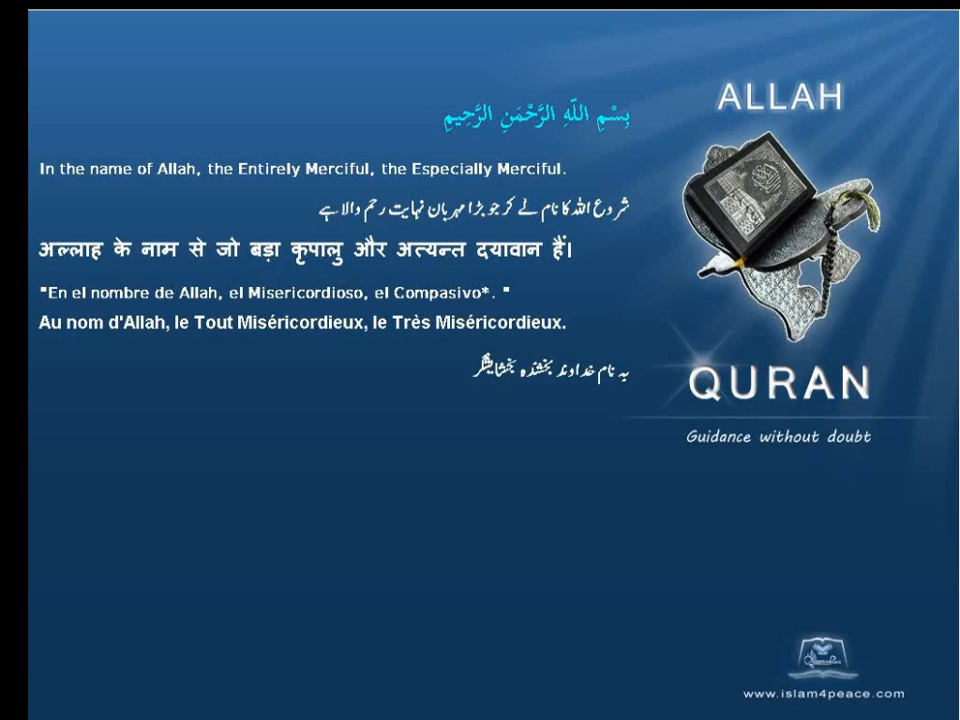 بِسْمِ اللّهِ الرَّحْمَنِ الرَّحِيمِ
In the name of Allah, the Entirely Merciful, the Especially Merciful.
شروع الله کا نام لے کر جو بڑا مہربان نہایت رحم والا ہے
अल्लाह के नाम से जो बड़ा कृपालु और अत्यन्त दयावान हैं।
"En el nombre de Allah, el Misericordioso, el Compasivo*. "
Au nom d'Allah, le Tout Miséricordieux, le Très Miséricordieux.
به نام خداوند بخشنده بخشایشگر
ALLAH
QURAN
Guidance without doubt
www.islam4peace.com